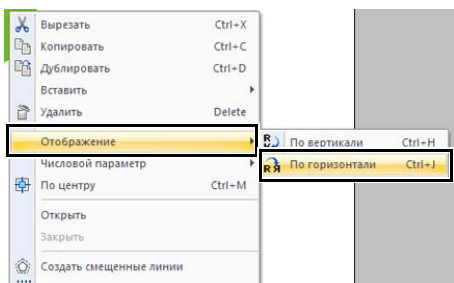 Вырезать Ctrl+X
Копировать Ctrl+C
Дублировать Ctrl+D
Вставить
Удалить Delete
Отображение
По вертикали Ctrl+H
Числовой параметр
По горизонтали Ctrl+J
По центру Ctrl+M
Открыть
Закрыть
Создать смещенные линии